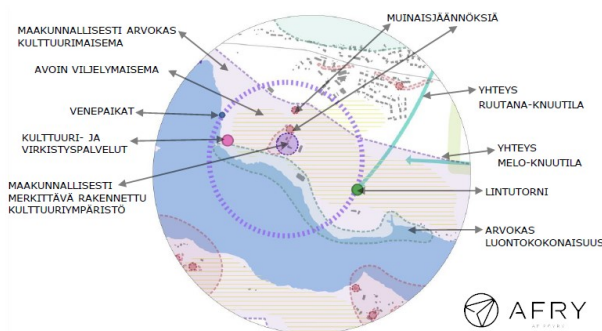 MAAKUNNALLISESTI ARVOKAS
KULTTUURIMAISEMA
AVOIN VILJELYMAISEMA
VENEPAIKAT
KULTTUURI- JA
VIRKISTYSPALVELUT
MAAKUNNALLISESTI
MERKITTÄVÄ RAKENNETTU
KULTTUURIYMPÄRISTÖ
MUINAISJÄÄNNÖKSIÄ
YHTEYS
RUUTANA-KNUUTILA
YHTEYS
MELO-KNUUTILA
LINTUTORNI
ARVOKAS
LUONTOKOKONAISUUS
AFRY